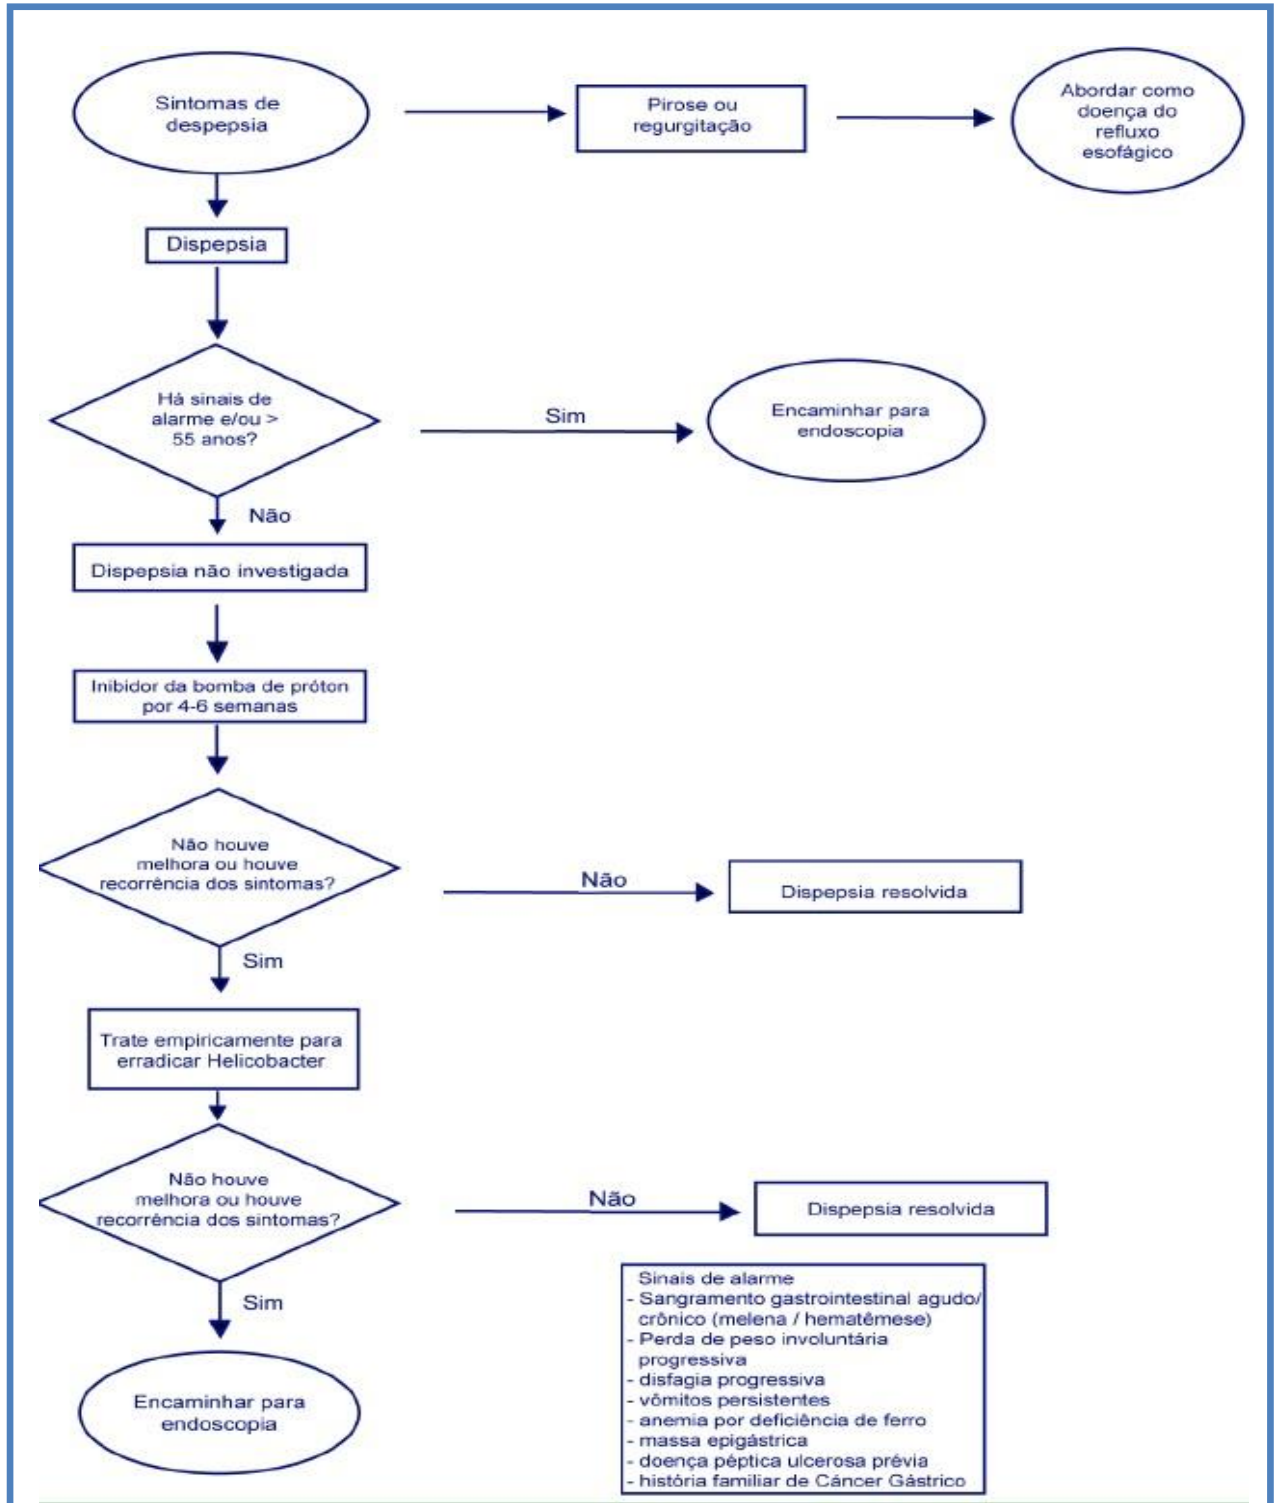 Sintomas de
despepsia
Pirose ou
regurgitação
Abordar como
doença do
refluxo
esofágico
Dispepsia
Há sinais de
alarme e/ou >
55 anos?
Sim
Encaminhar para
endoscopia
Não
Dispepsia não investigada
Inibidor da bomba de próton
por 4-6 semanas
Não houve
melhora ou houve
recorrência dos sintomas?
Não
Dispepsia resolvida
Sim
Trate empiricamente para
erradicar Helicobacter
Não houve
melhora ou houve
recorrência dos sintomas?
Não
Dispepsia resolvida
Sim
Encaminhar para
endoscopia
Sinais de alarme
- Sangramento gastrointestinal agudo/
crônico (melena / hematêmese)
- Perda de peso involuntária
progressiva
- disfagia progressiva
- vômitos persistentes
- anemia por deficiência de ferro
- massa epigástrica
- doença péptica ulcerosa prévia
- história familiar de Câncer Gástrico